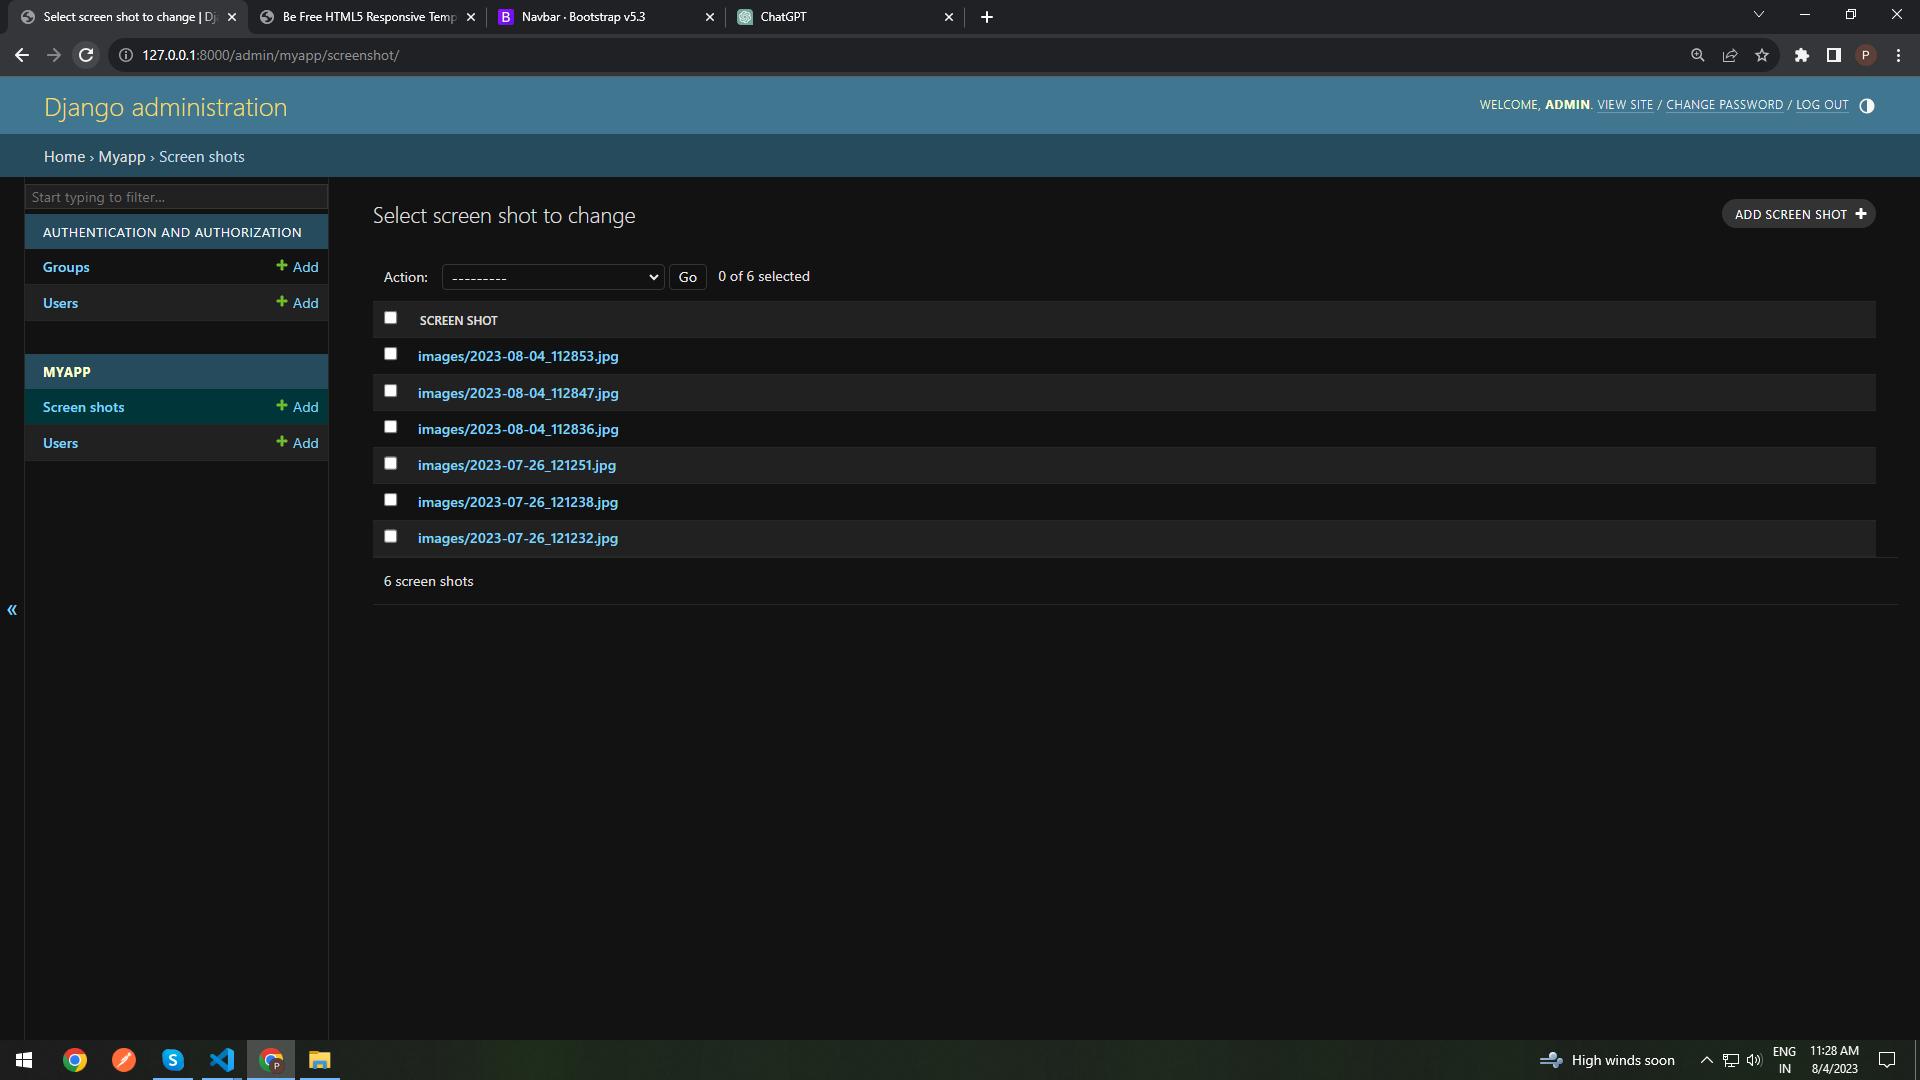 Select screen shot to change | Dj
Be Free HTML5 Responsive Temp
Navbar · Bootstrap v5.3
ChatGPT
127.0.0.1:8000/admin/myapp/screenshot/
P
Django administration
WELCOME, ADMIN. VIEW SITE / CHANGE PASSWORD / LOG OUT
Home › Myapp › Screen shots
Start typing to filter...
AUTHENTICATION AND AUTHORIZATION
Groups
Add
Users
Add
MYAPP
Screen shots
Add
Users
Add
Select screen shot to change
ADD SCREEN SHOT
Action:
---------
Go
0 of 6 selected
SCREEN SHOT
images/2023-08-04_112853.jpg
images/2023-08-04_112847.jpg
images/2023-08-04_112836.jpg
images/2023-07-26_121251.jpg
images/2023-07-26_121238.jpg
images/2023-07-26_121232.jpg
6 screen shots
«
High winds soon
ENG
IN
11:28 AM
8/4/2023